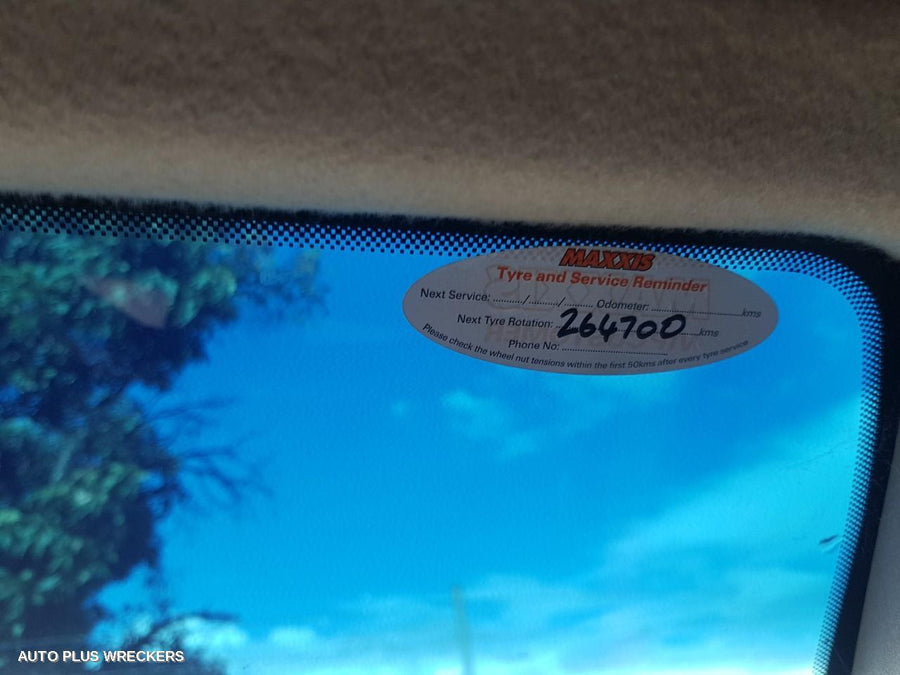 MAXXIS
Tyre and Service Reminder
Next Service: ........../........../.......... Odometer: ..............................kms
Next Tyre Rotation: ..264700....kms
Phone No: ....................................
Please check the wheel nut tensions within the first 50kms after every tyre service
AUTO PLUS WRECKERS